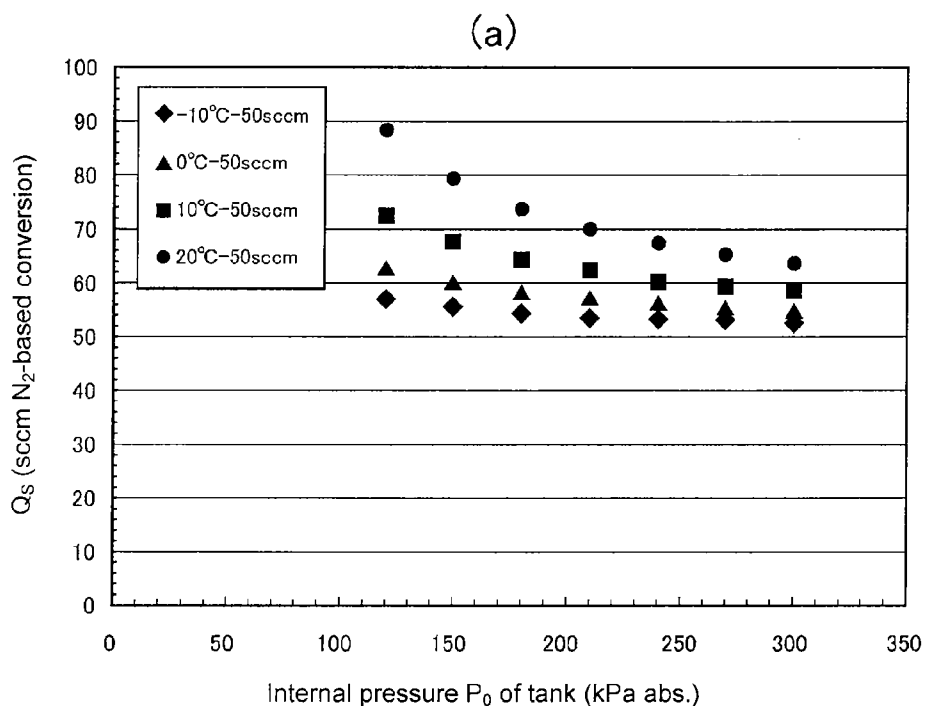 (a)
100
90
80
70
60
50
40
30
20
10
0
-10℃-50sccm
0℃-50sccm
10℃-50sccm
20℃-50sccm
Q_S (sccm N₂-based conversion)
0 50 100 150 200 250 300 350
Internal pressure P₀ of tank (kPa abs.)